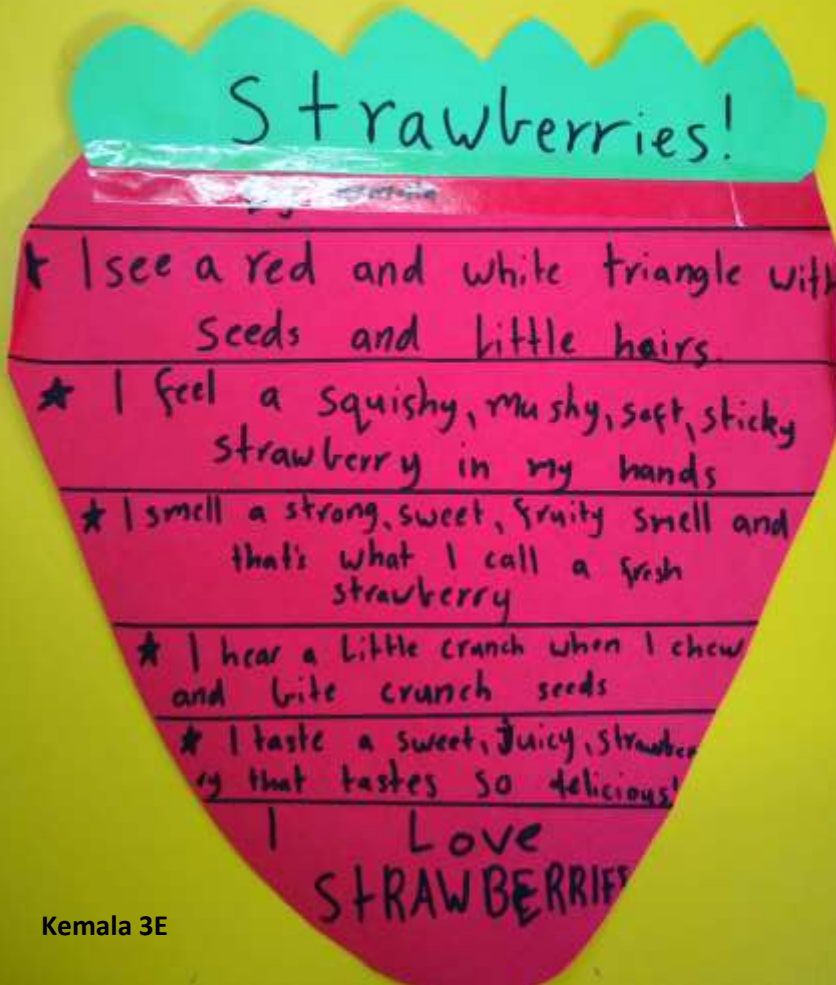 Strawberries!
★ I see a red and white triangle with
seeds and little hairs.
★ I feel a squishy, mushy, soft, sticky
strawberry in my hands
★ I smell a strong, sweet, fruity smell and
that's what I call a fresh
strawberry
★ I hear a Little crunch when I chew
and bite crunch seeds
★ I taste a sweet, Juicy, strawber
ry that tastes so delicious!
I Love
STRAWBERRIES
Kemala 3E